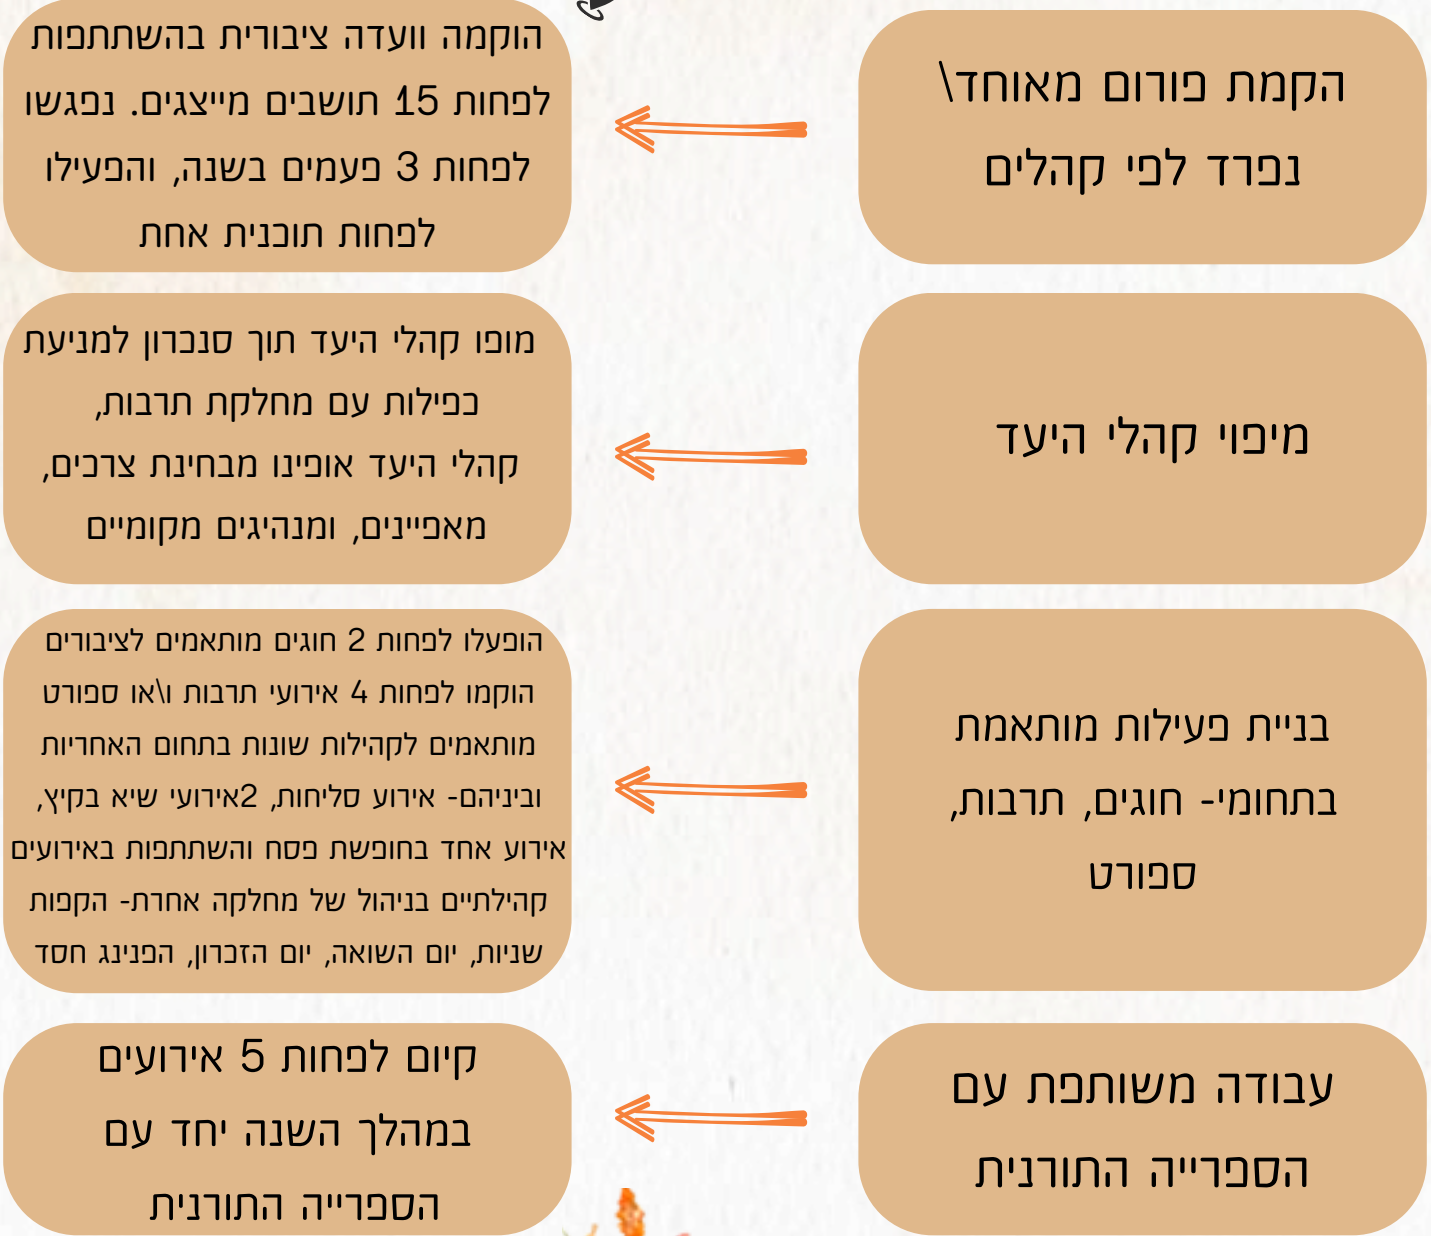 הקמת פורום מאוחד\
נפרד לפי קהלים
הוקמה וועדה ציבורית בהשתתפות
לפחות 15 תושבים מייצגים. נפגשו
לפחות 3 פעמים בשנה, והפעילו
לפחות תוכנית אחת
מיפוי קהלי היעד
מופו קהלי היעד תוך סנכרון למניעת
כפילות עם מחלקת תרבות,
קהלי היעד אופינו מבחינת צרכים,
מאפיינים, ומנהיגים מקומיים
בניית פעילות מותאמת
בתחומי- חוגים, תרבות,
ספורט
הופעלו לפחות 2 חוגים מותאמים לציבורים
הוקמו לפחות 4 אירועי תרבות ו\או ספורט
מותאמים לקהילות שונות בתחום האחריות
וביניהם- אירוע סליחות, 2אירועי שיא בקיץ,
אירוע אחד בחופשת פסח והשתתפות באירועים
קהילתיים בניהול של מחלקה אחרת- הקפות
שניות, יום השואה, יום הזכרון, הפנינג חסד
עבודה משותפת עם
הספרייה התורנית
קיום לפחות 5 אירועים
במהלך השנה יחד עם
הספרייה התורנית